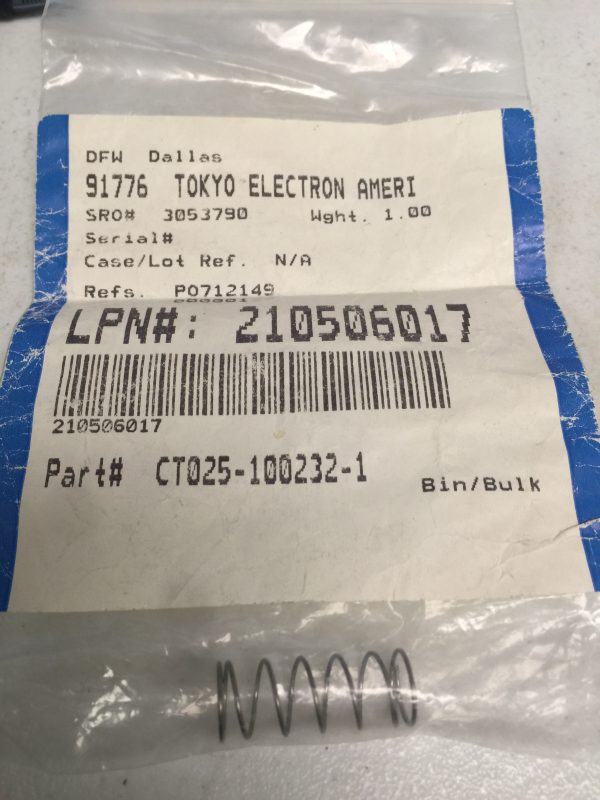 DFW Dallas
91776 TOKYO ELECTRON AMERI
SRO# 3053790 Wght. 1.00
Serial#
Case/Lot Ref. N/A
Refs. PO712149
LPN#: 210506017
210506017
Part# CT025-100232-1 Bin/Bulk